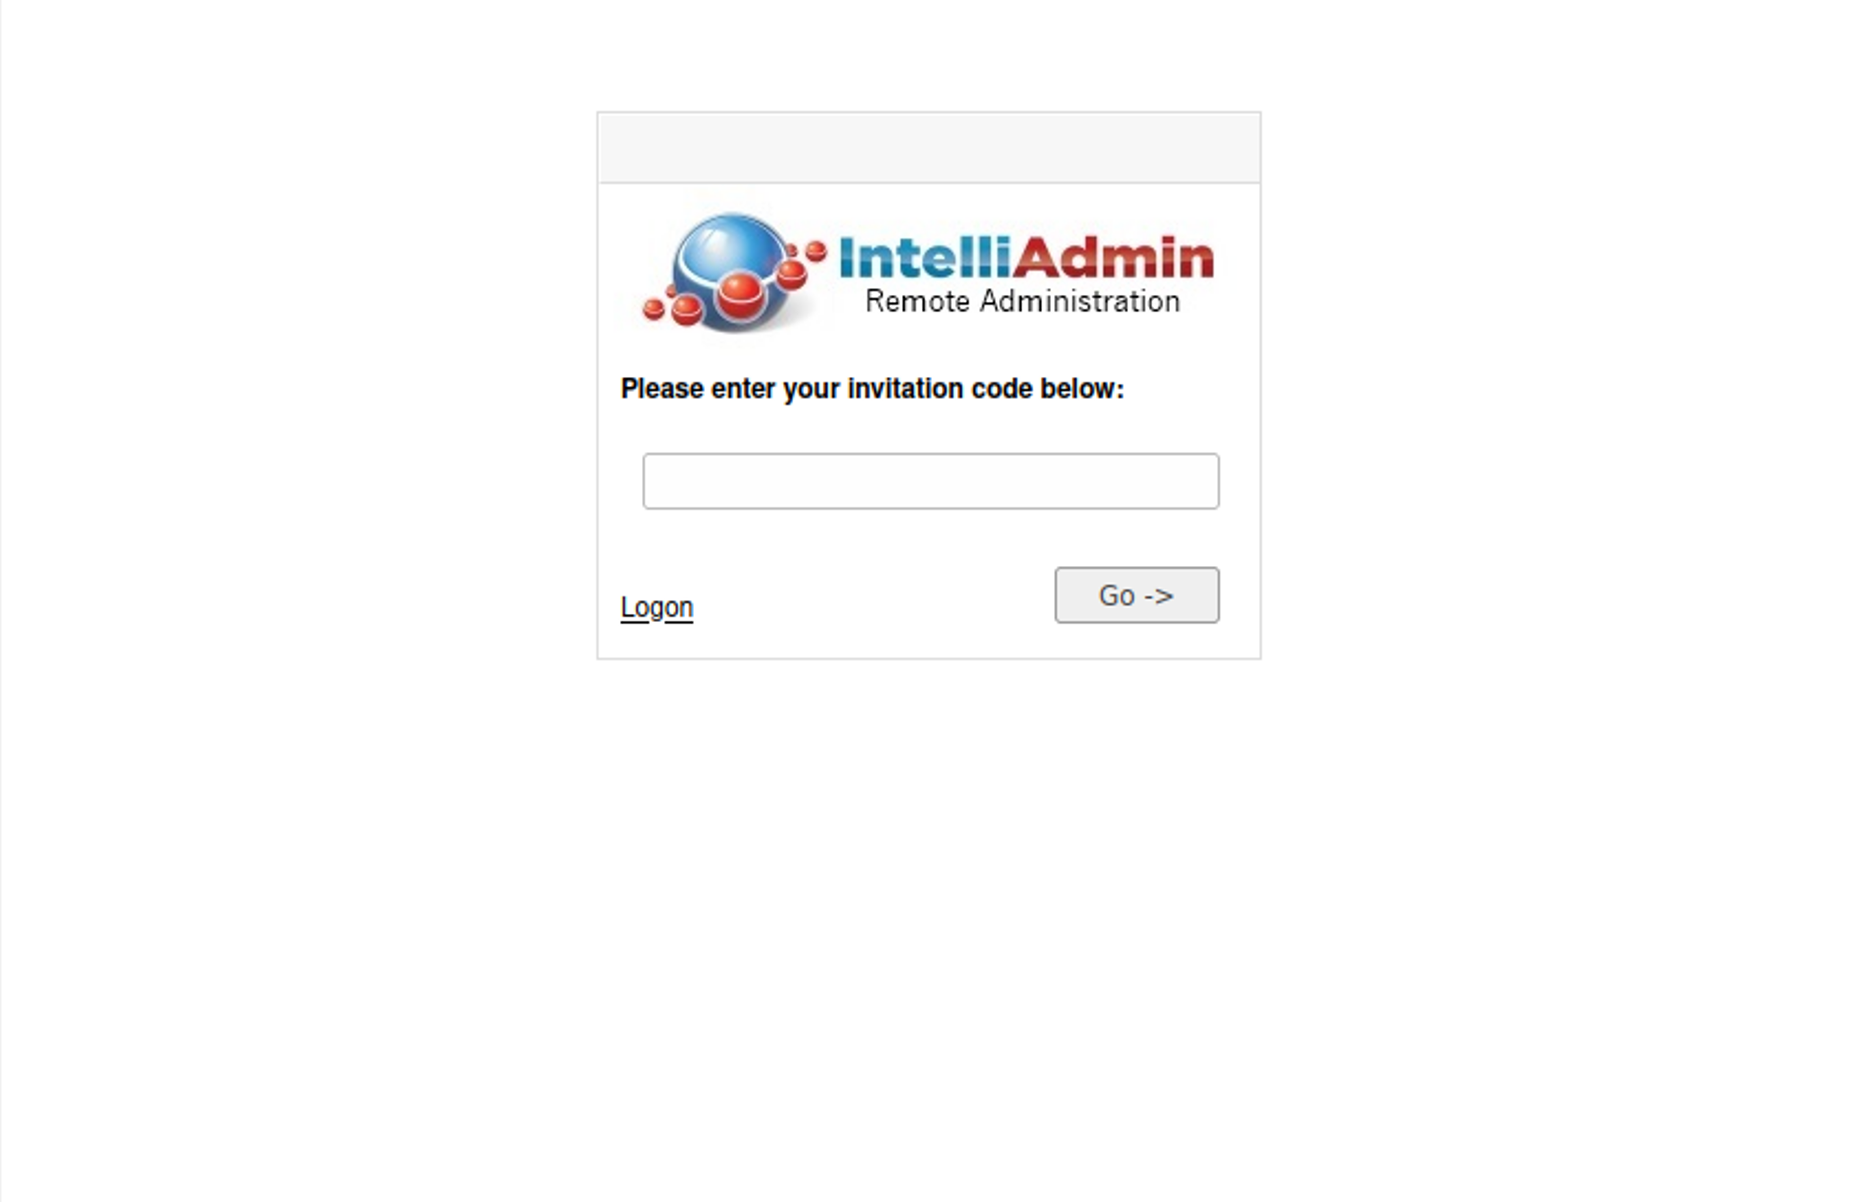 IntelliAdmin
Remote Administration
Please enter your invitation code below:
Logon
Go ->